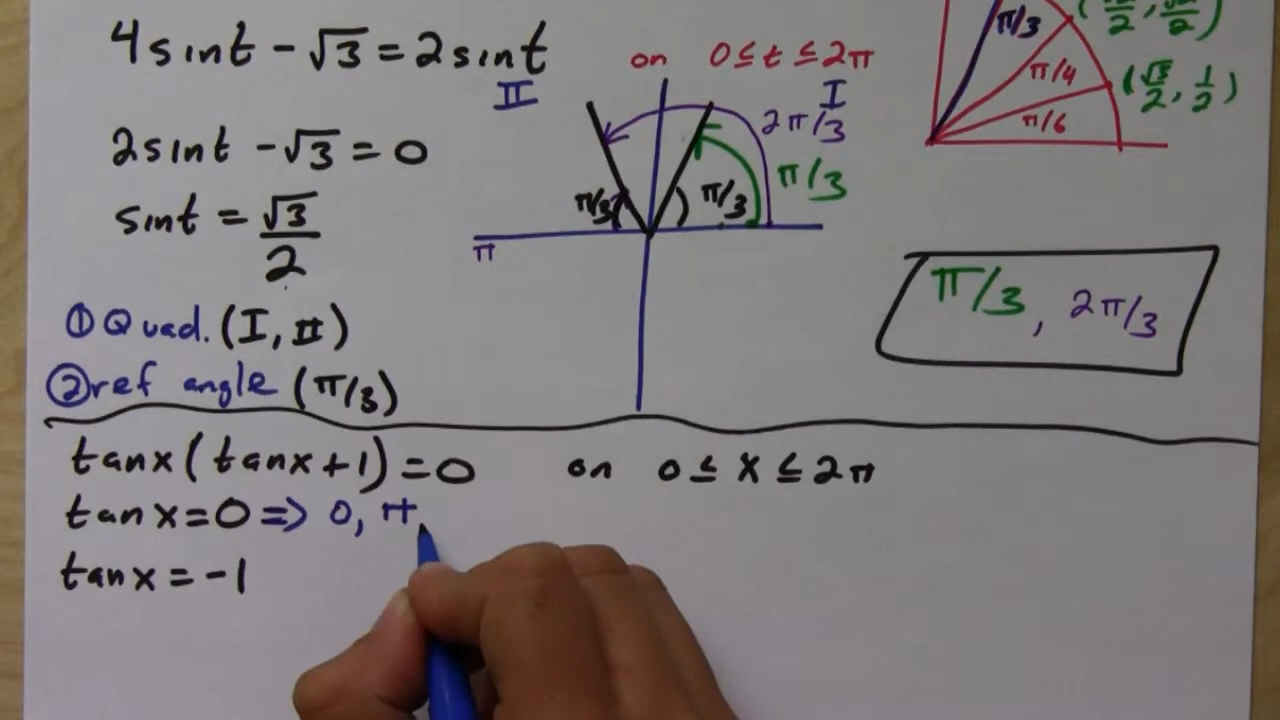 4sint - √3 = 2sint
on 0 ≤ t ≤ 2π
2sint - √3 = 0
sint = √3/2
① Quad. (I, II)
② ref angle (π/3)
II
I
2π/3
π/3
π/3
π/3
π
π/3
π/4
π/6
(√3/2, 1/2)
π/3, 2π/3
tanx(tanx+1) = 0 on 0 ≤ x ≤ 2π
tanx = 0 => 0, π
tanx = -1